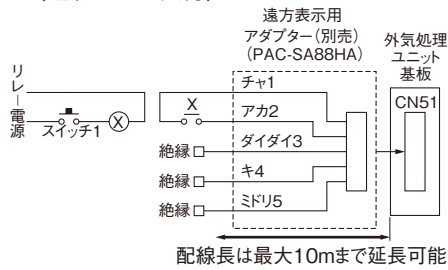 遠方表示用
アダプター(別売)
(PAC-SA88HA)
外気処理
ユニット
基板
CN51
リレー電源
スイッチ1
X
X
チャ1
アカ2
ダイダイ3
キ4
ミドリ5
絶縁
絶縁
絶縁
配線長は最大10mまで延長可能